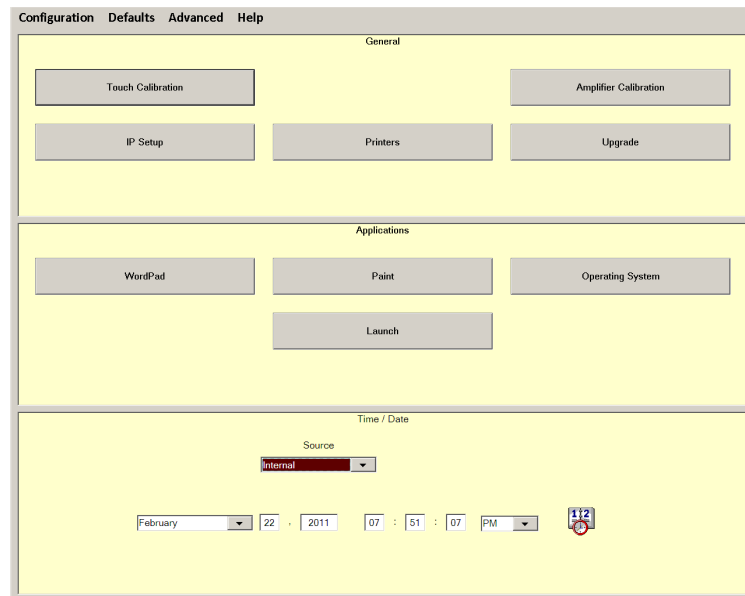 Configuration Defaults Advanced Help
General
Touch Calibration Amplifier Calibration
IP Setup Printers Upgrade
Applications
WordPad Paint Operating System
Launch
Time / Date
Source
Internal
February 22 , 2011 07 : 51 : 07 PM 12